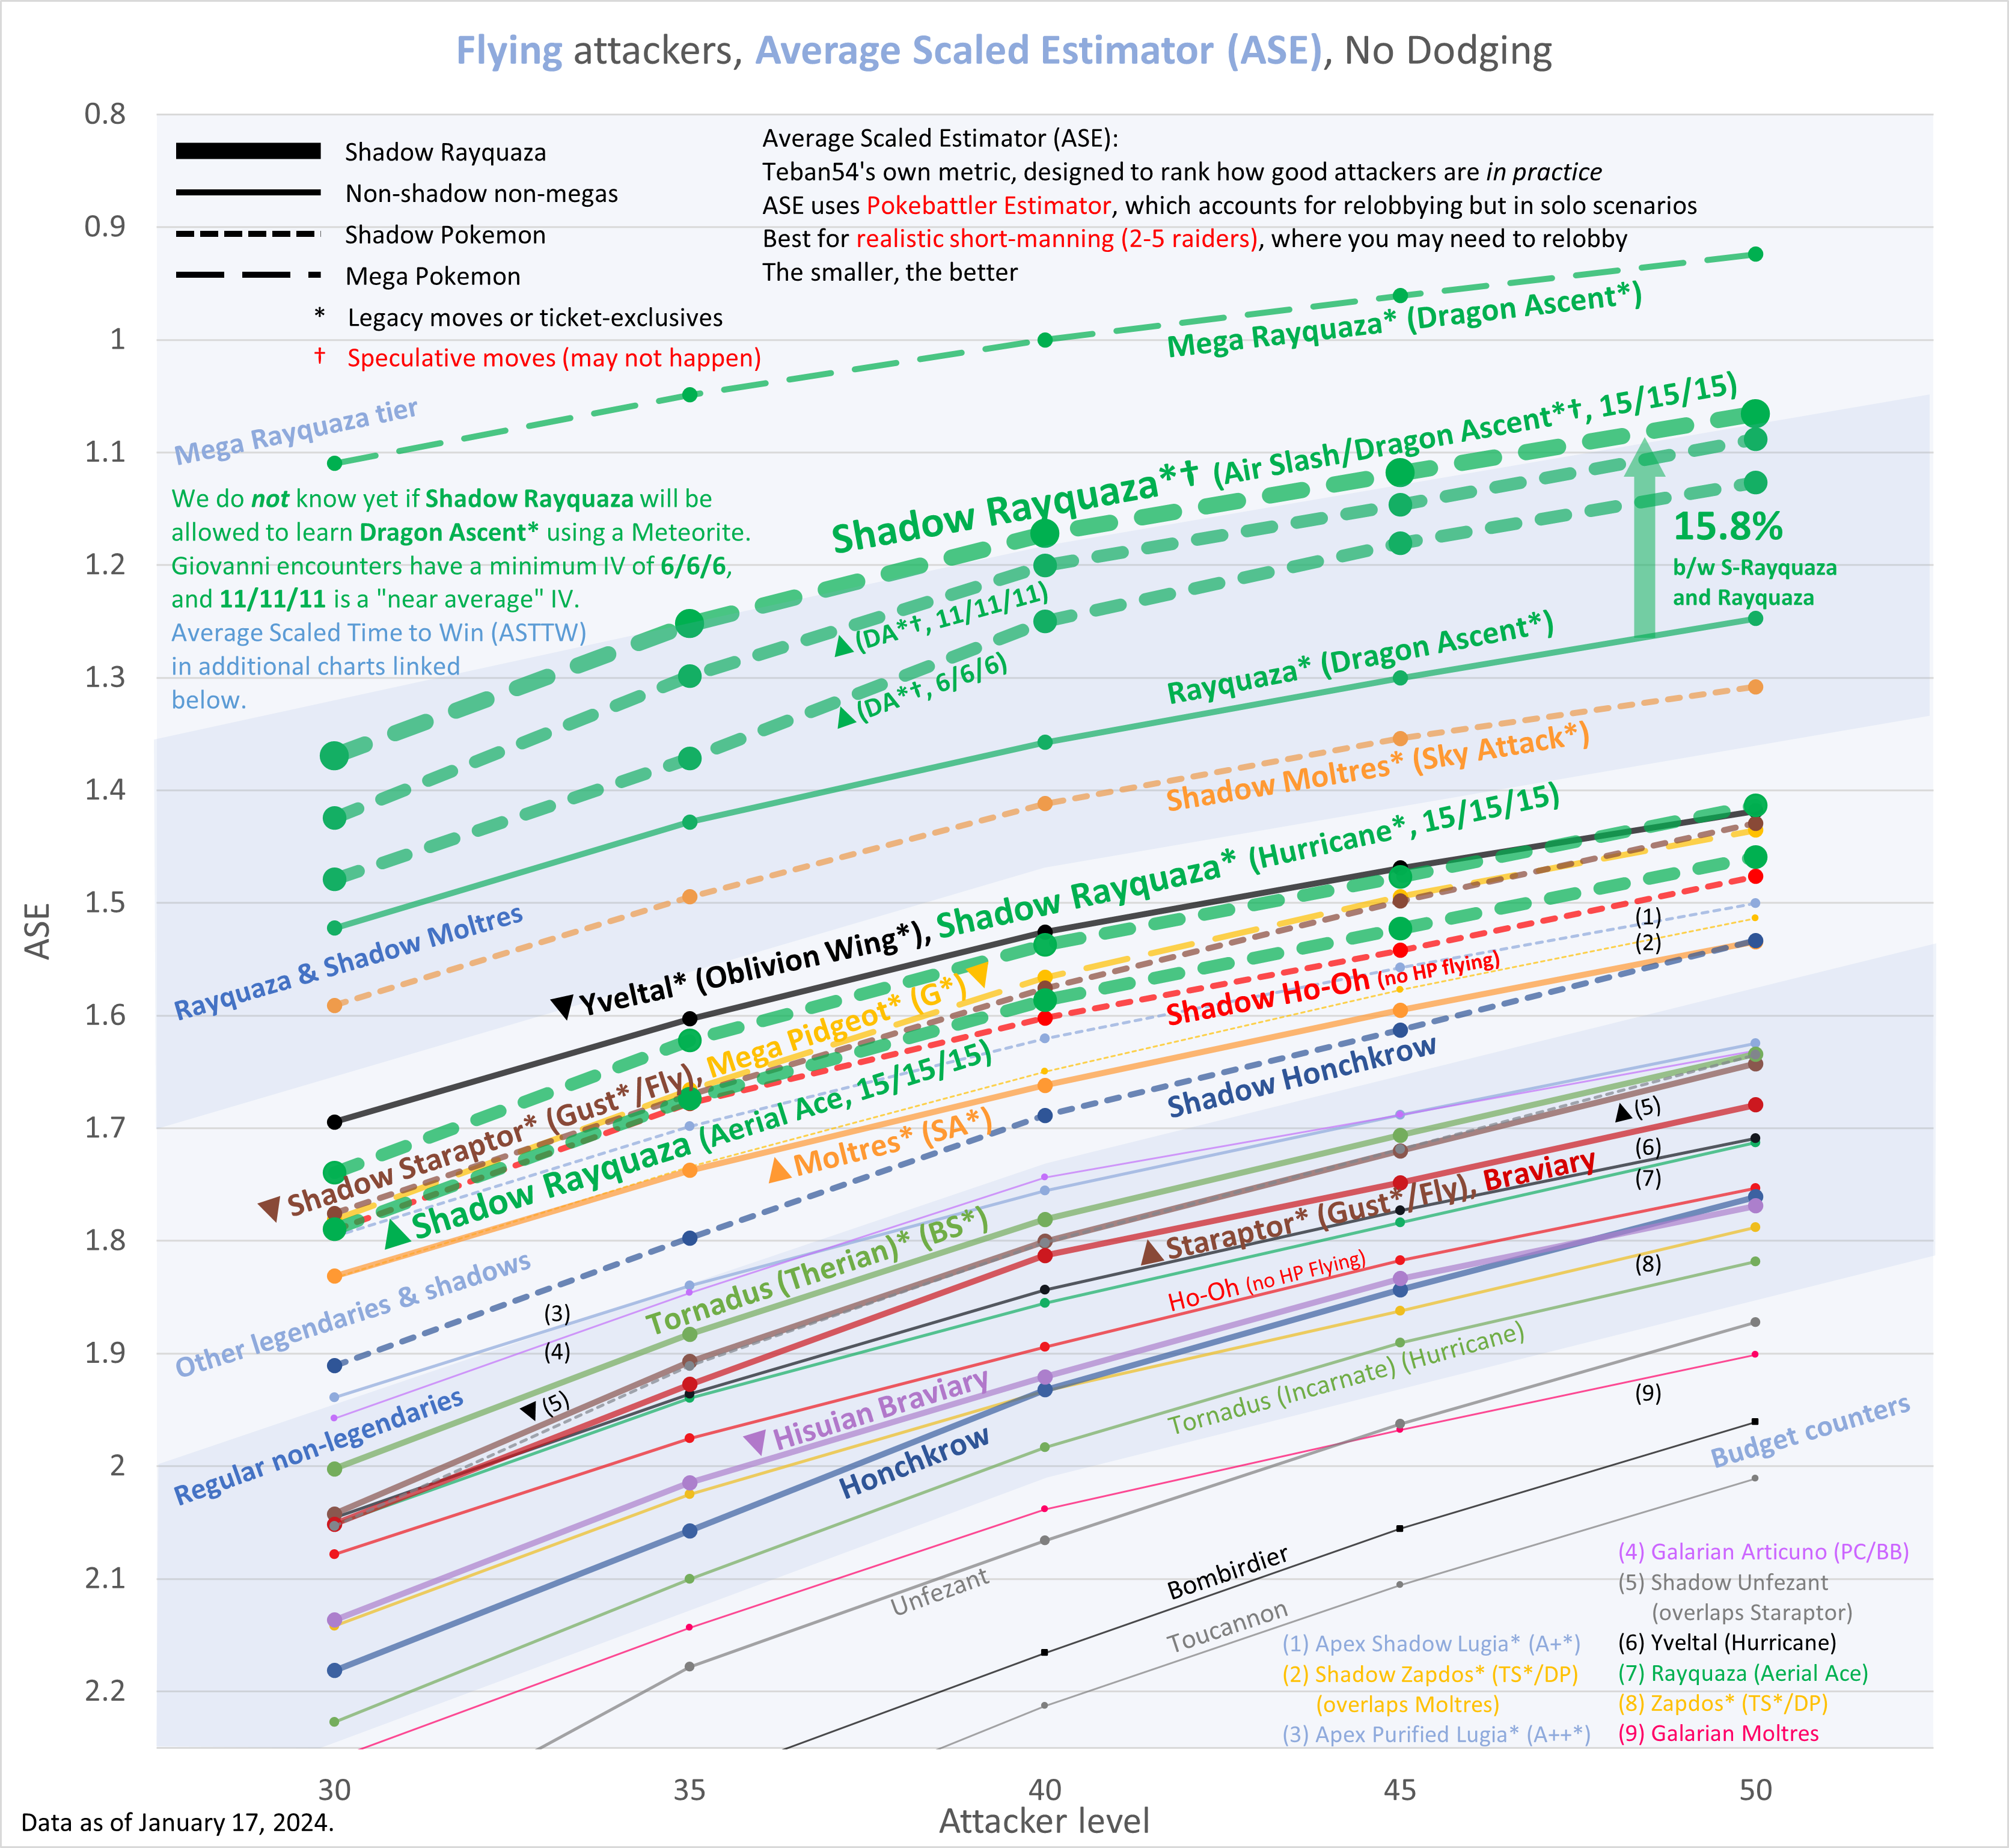 Flying attackers, Average Scaled Estimator (ASE), No Dodging
0.8
0.9
1
1.1
1.2
1.3
1.4
1.5
1.6
1.7
1.8
1.9
2
2.1
2.2
ASE
Shadow Rayquaza
Non-shadow non-megas
Shadow Pokemon
Mega Pokemon
* Legacy moves or ticket-exclusives
† Speculative moves (may not happen)
Average Scaled Estimator (ASE):
Teban54's own metric, designed to rank how good attackers are in practice
ASE uses Pokebattler Estimator, which accounts for relobbying but in solo scenarios
Best for realistic short-manning (2-5 raiders), where you may need to relobby
The smaller, the better
Mega Rayquaza* (Dragon Ascent*)
Mega Rayquaza tier
Shadow Rayquaza*† (Air Slash/Dragon Ascent*†, 15/15/15)
We do not know yet if Shadow Rayquaza will be
allowed to learn Dragon Ascent* using a Meteorite.
Giovanni encounters have a minimum IV of 6/6/6,
and 11/11/11 is a "near average" IV.
Average Scaled Time to Win (ASTTW)
in additional charts linked
below.
▲(DA*†, 11/11/11)
▲(DA*†, 6/6/6)
15.8%
b/w S-Rayquaza
and Rayquaza
Rayquaza* (Dragon Ascent*)
Shadow Moltres* (Sky Attack*)
Rayquaza & Shadow Moltres
▼Yveltal* (Oblivion Wing*), Shadow Rayquaza* (Hurricane*, 15/15/15)
▼Shadow Staraptor* (Gust*/Fly), Mega Pidgeot* (G*)▼
▲Shadow Rayquaza (Aerial Ace, 15/15/15)
(1)
(2)
Shadow Ho-Oh (no HP flying)
▲Moltres* (SA*)
Shadow Honchkrow
Other legendaries & shadows
(3)
(4)
Tornadus (Therian)* (BS*)
▲(5)
(6)
(7)
▲Staraptor* (Gust*/Fly), Braviary
Ho-Oh (no HP Flying)
(8)
Regular non-legendaries
▼(5)
▼Hisuian Braviary
Honchkrow
Tornadus (Incarnate) (Hurricane)
(9)
Budget counters
Unfezant
Bombirdier
Toucannon
(1) Apex Shadow Lugia* (A+*)
(2) Shadow Zapdos* (TS*/DP)
(overlaps Moltres)
(3) Apex Purified Lugia* (A++*)
(4) Galarian Articuno (PC/BB)
(5) Shadow Unfezant
(overlaps Staraptor)
(6) Yveltal (Hurricane)
(7) Rayquaza (Aerial Ace)
(8) Zapdos* (TS*/DP)
(9) Galarian Moltres
30
35
40
45
50
Attacker level
Data as of January 17, 2024.